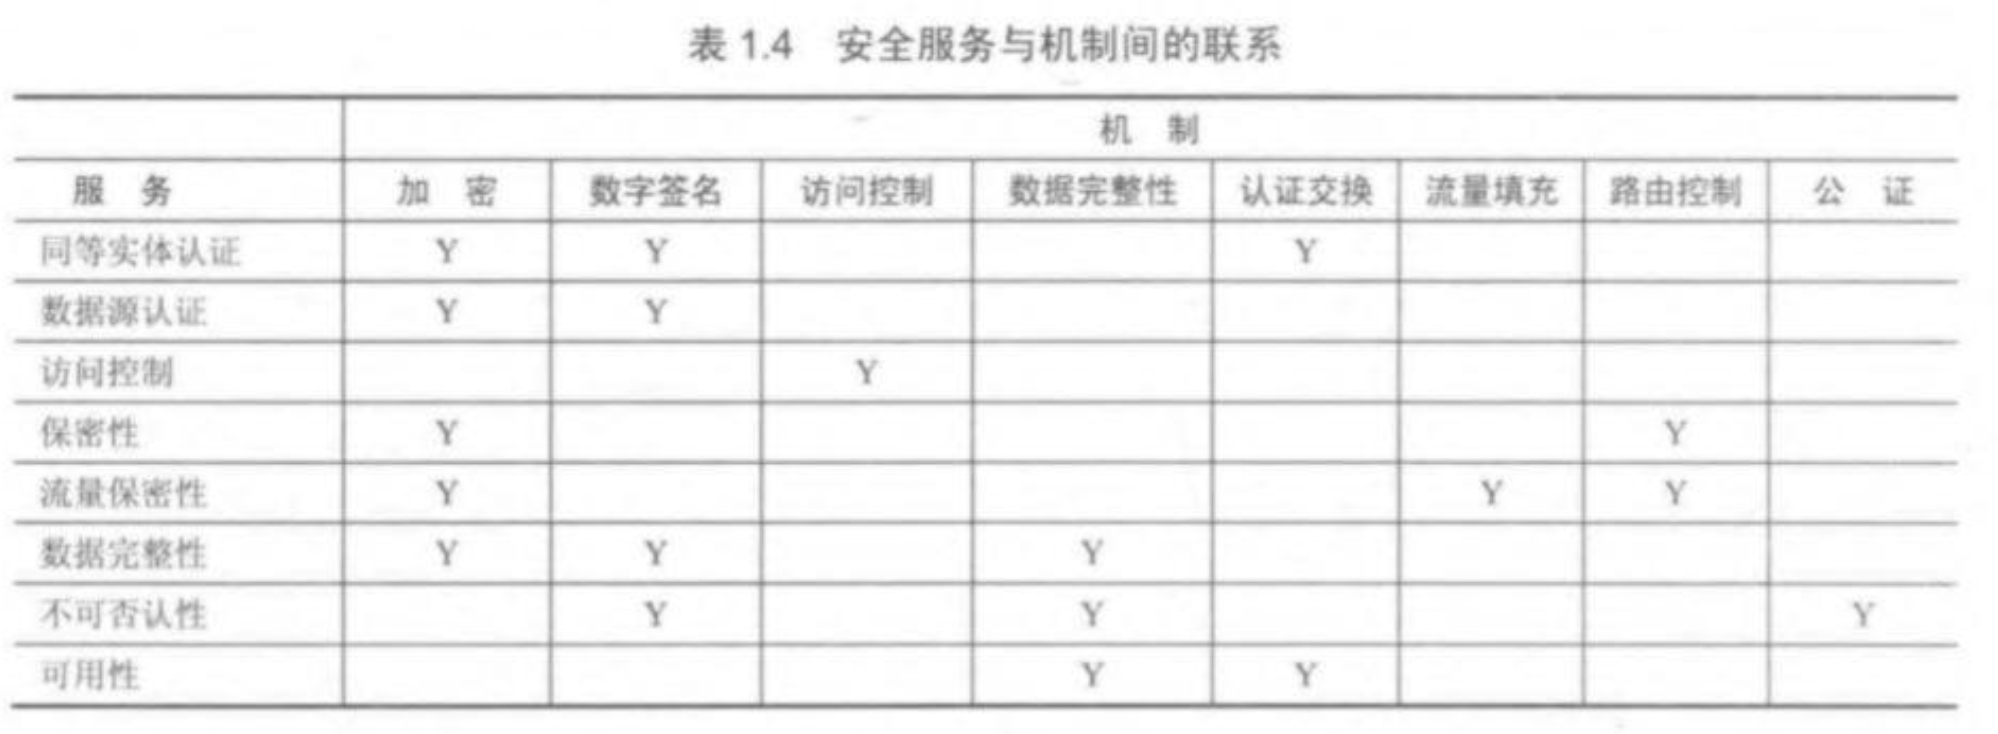 表 1.4 安全服务与机制间的联系
机 制
服 务 加 密 数字签名 访问控制 数据完整性 认证交换 流量填充 路由控制 公 证
同等实体认证 Y Y Y
数据源认证 Y Y
访问控制 Y
保密性 Y Y
流量保密性 Y Y Y
数据完整性 Y Y Y
不可否认性 Y Y Y
可用性 Y Y